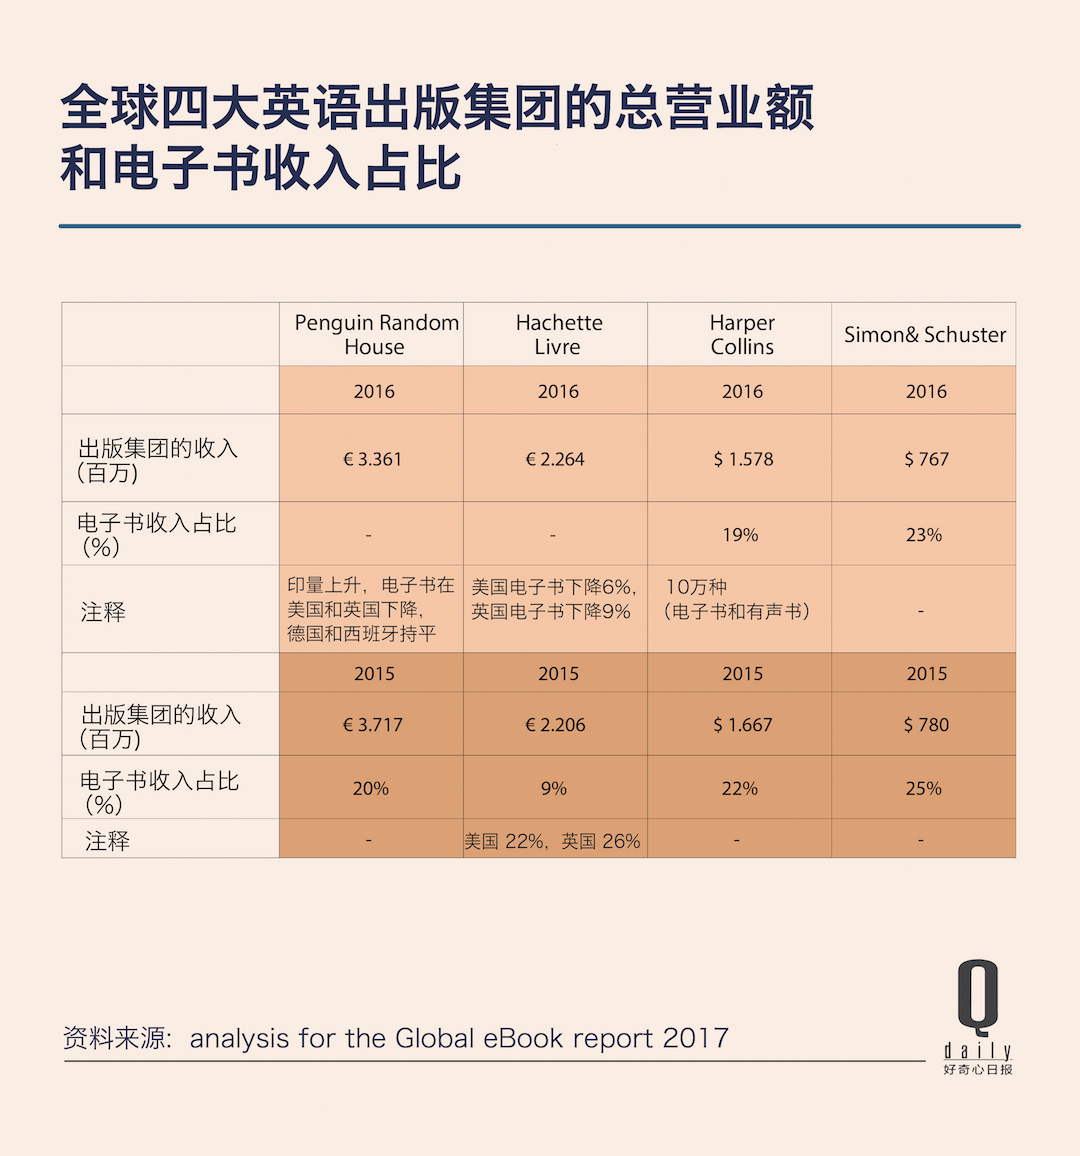 全球四大英语出版集团的总营业额
和电子书收入占比
Penguin Random House
Hachette Livre
Harper Collins
Simon& Schuster
2016 2016 2016 2016
出版集团的收入
(百万)
€ 3.361 € 2.264 $ 1.578 $ 767
电子书收入占比
(%)
- - 19% 23%
注释
印量上升，电子书在
美国和英国下降，
德国和西班牙持平
美国电子书下降6%，
英国电子书下降9%
10万种
(电子书和有声书)
-
2015 2015 2015 2015
出版集团的收入
(百万)
€ 3.717 € 2.206 $ 1.667 $ 780
电子书收入占比
(%)
20% 9% 22% 25%
注释
- 美国 22%，英国 26% - -
资料来源: analysis for the Global eBook report 2017
Q
daily
好奇心日报